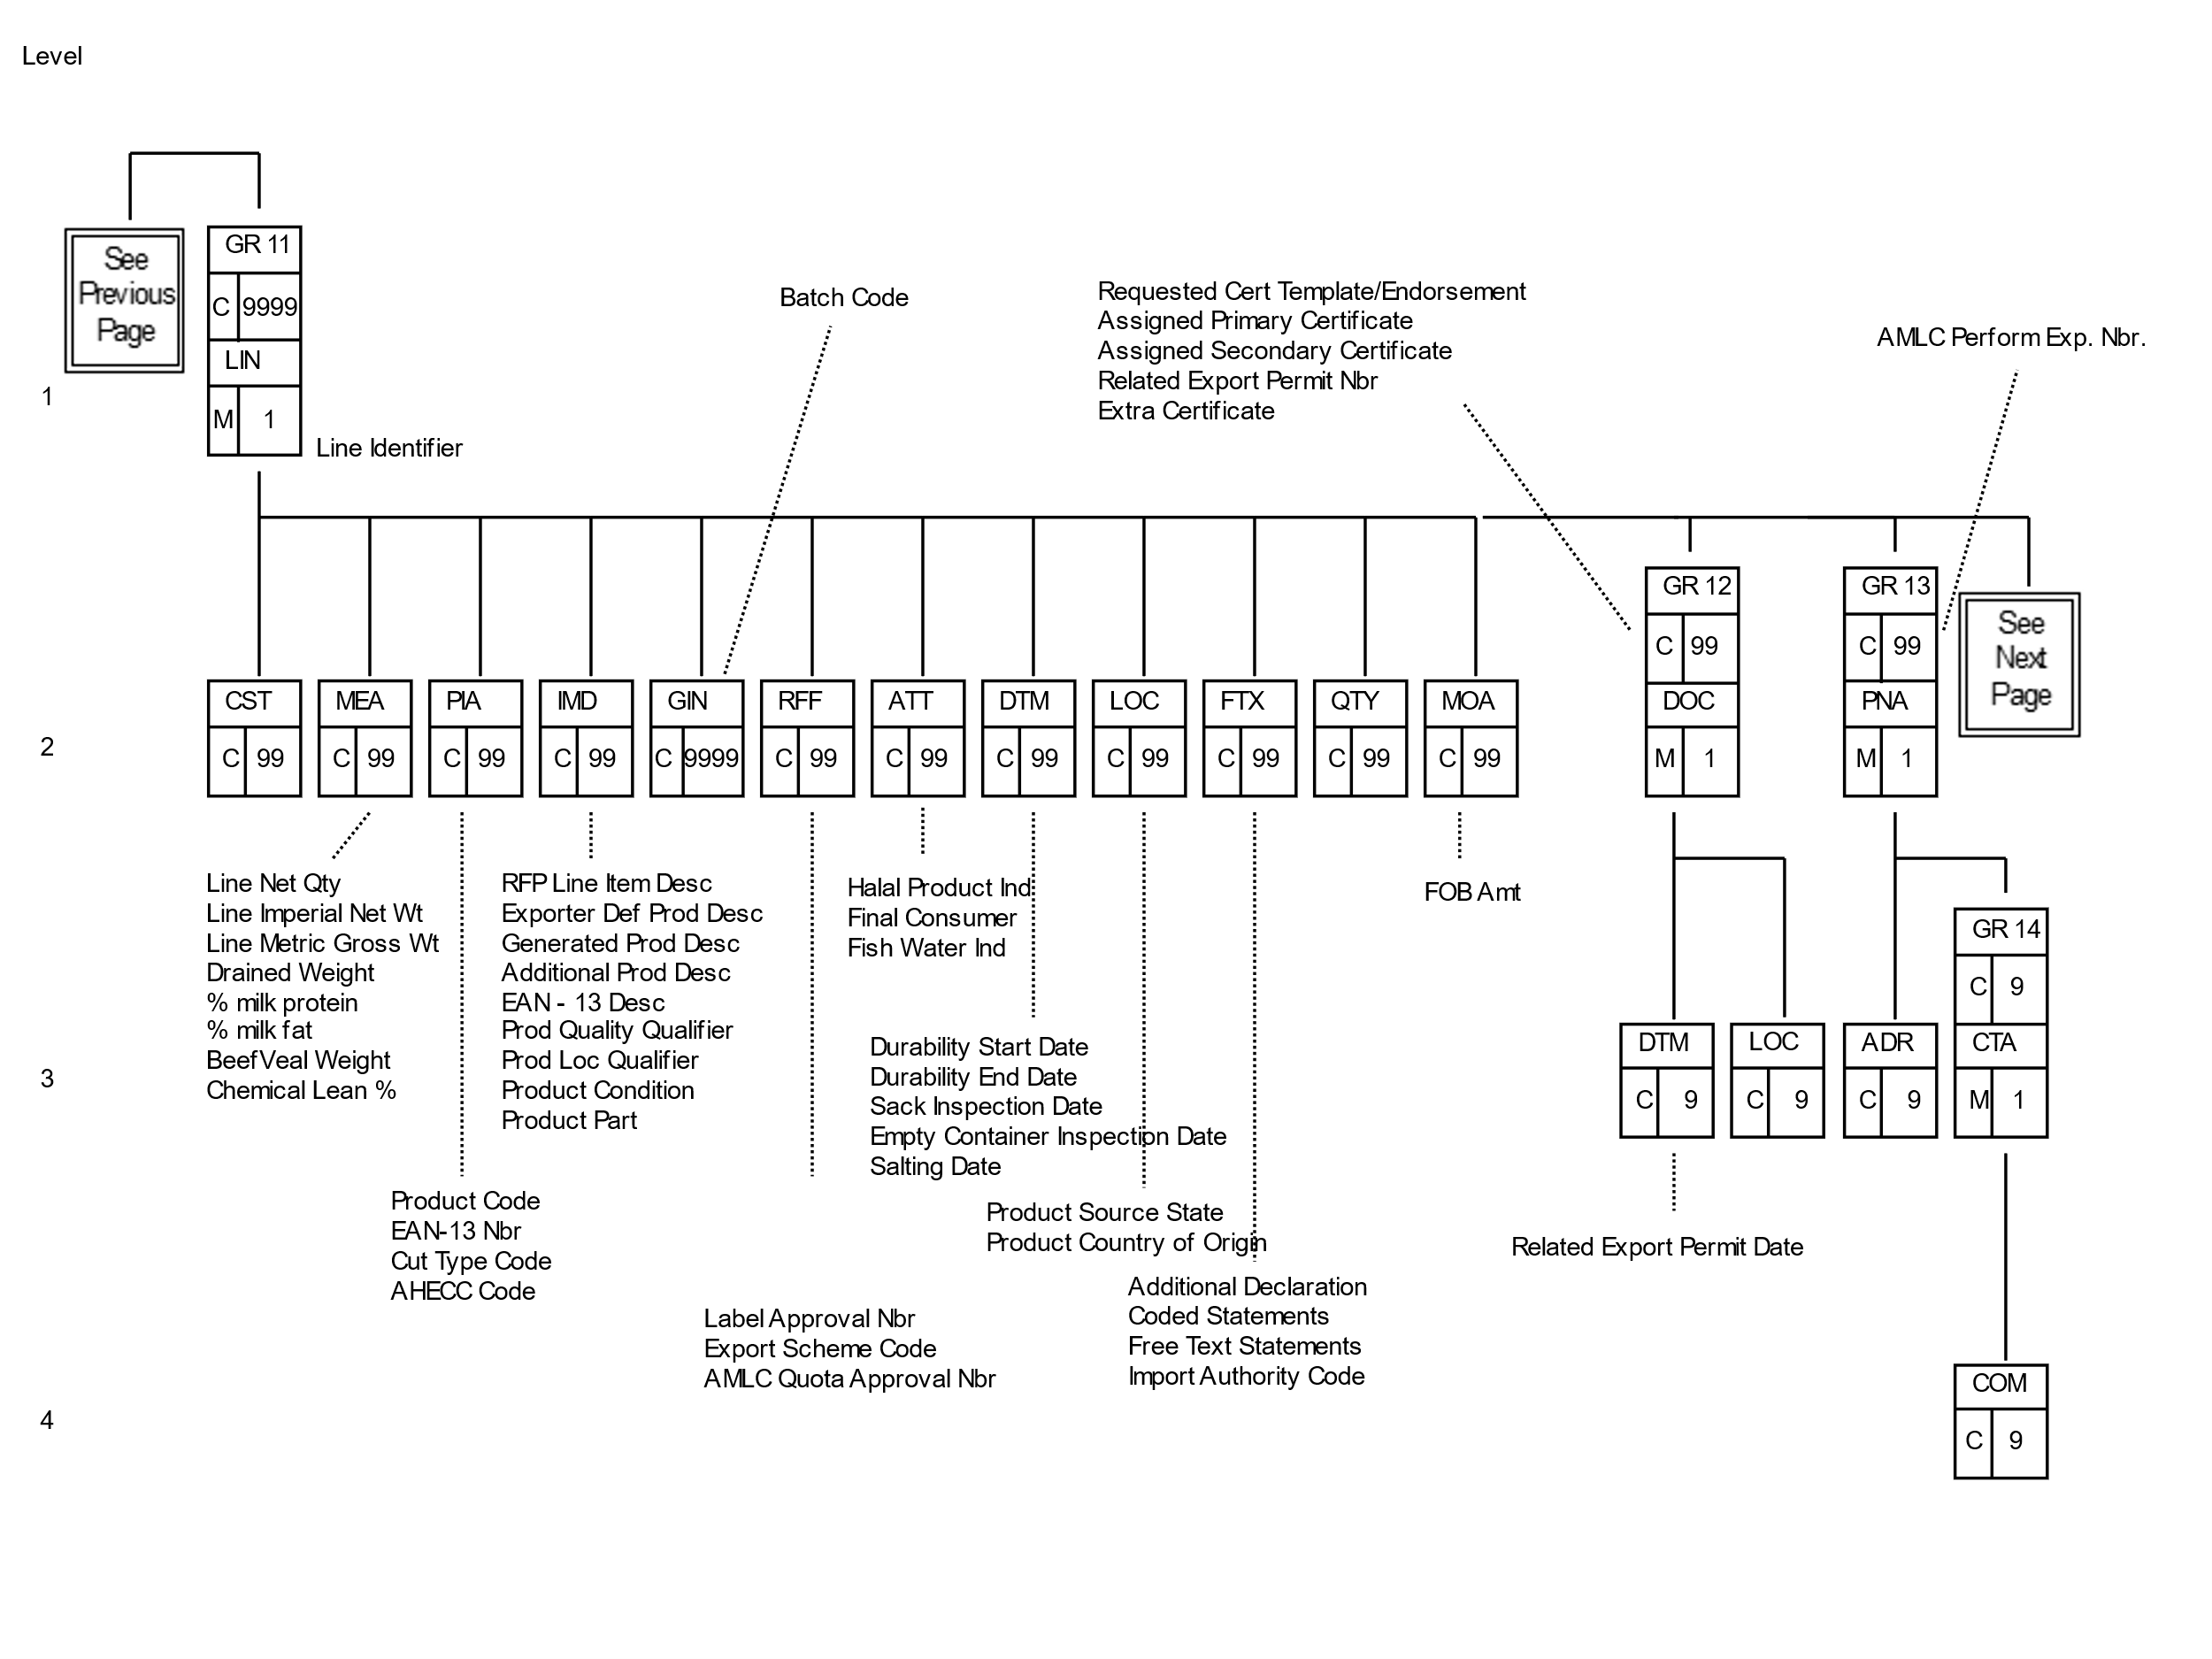 Level
See
Previous
Page
GR 11
C 9999
LIN
M 1
1
Line Identifier
Batch Code
Requested Cert Template/Endorsement
Assigned Primary Certificate
Assigned Secondary Certificate
Related Export Permit Nbr
Extra Certificate
AMLC Perform Exp. Nbr.
GR 12
C 99
DOC
M 1
GR 13
C 99
PNA
M 1
See
Next
Page
2
CST
C 99
MEA
C 99
PIA
C 99
IMD
C 99
GIN
C 9999
RFF
C 99
ATT
C 99
DTM
C 99
LOC
C 99
FTX
C 99
QTY
C 99
MOA
C 99
Line Net Qty
Line Imperial Net Wt
Line Metric Gross Wt
Drained Weight
% milk protein
% milk fat
BeefVeal Weight
Chemical Lean %
RFP Line Item Desc
Exporter Def Prod Desc
Generated Prod Desc
Additional Prod Desc
EAN - 13 Desc
Prod Quality Qualifier
Prod Loc Qualifier
Product Condition
Product Part
Halal Product Ind
Final Consumer
Fish Water Ind
FOB Amt
GR 14
C 9
CTA
M 1
3
DTM
C 9
LOC
C 9
ADR
C 9
Durability Start Date
Durability End Date
Sack Inspection Date
Empty Container Inspection Date
Salting Date
Product Code
EAN-13 Nbr
Cut Type Code
AHECC Code
Product Source State
Product Country of Origin
Related Export Permit Date
Label Approval Nbr
Export Scheme Code
AMLC Quota Approval Nbr
Additional Declaration
Coded Statements
Free Text Statements
Import Authority Code
4
COM
C 9